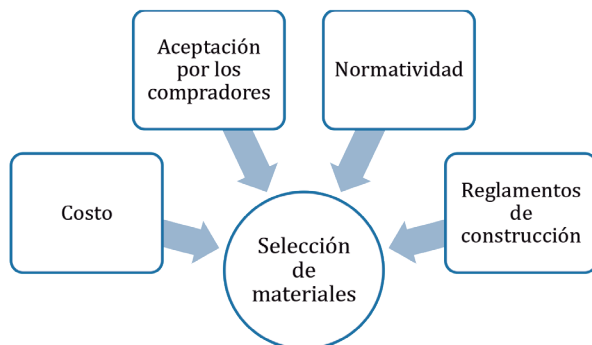 Aceptación
por los
compradores
Normatividad
Costo
Reglamentos
de
construcción
Selección
de
materiales